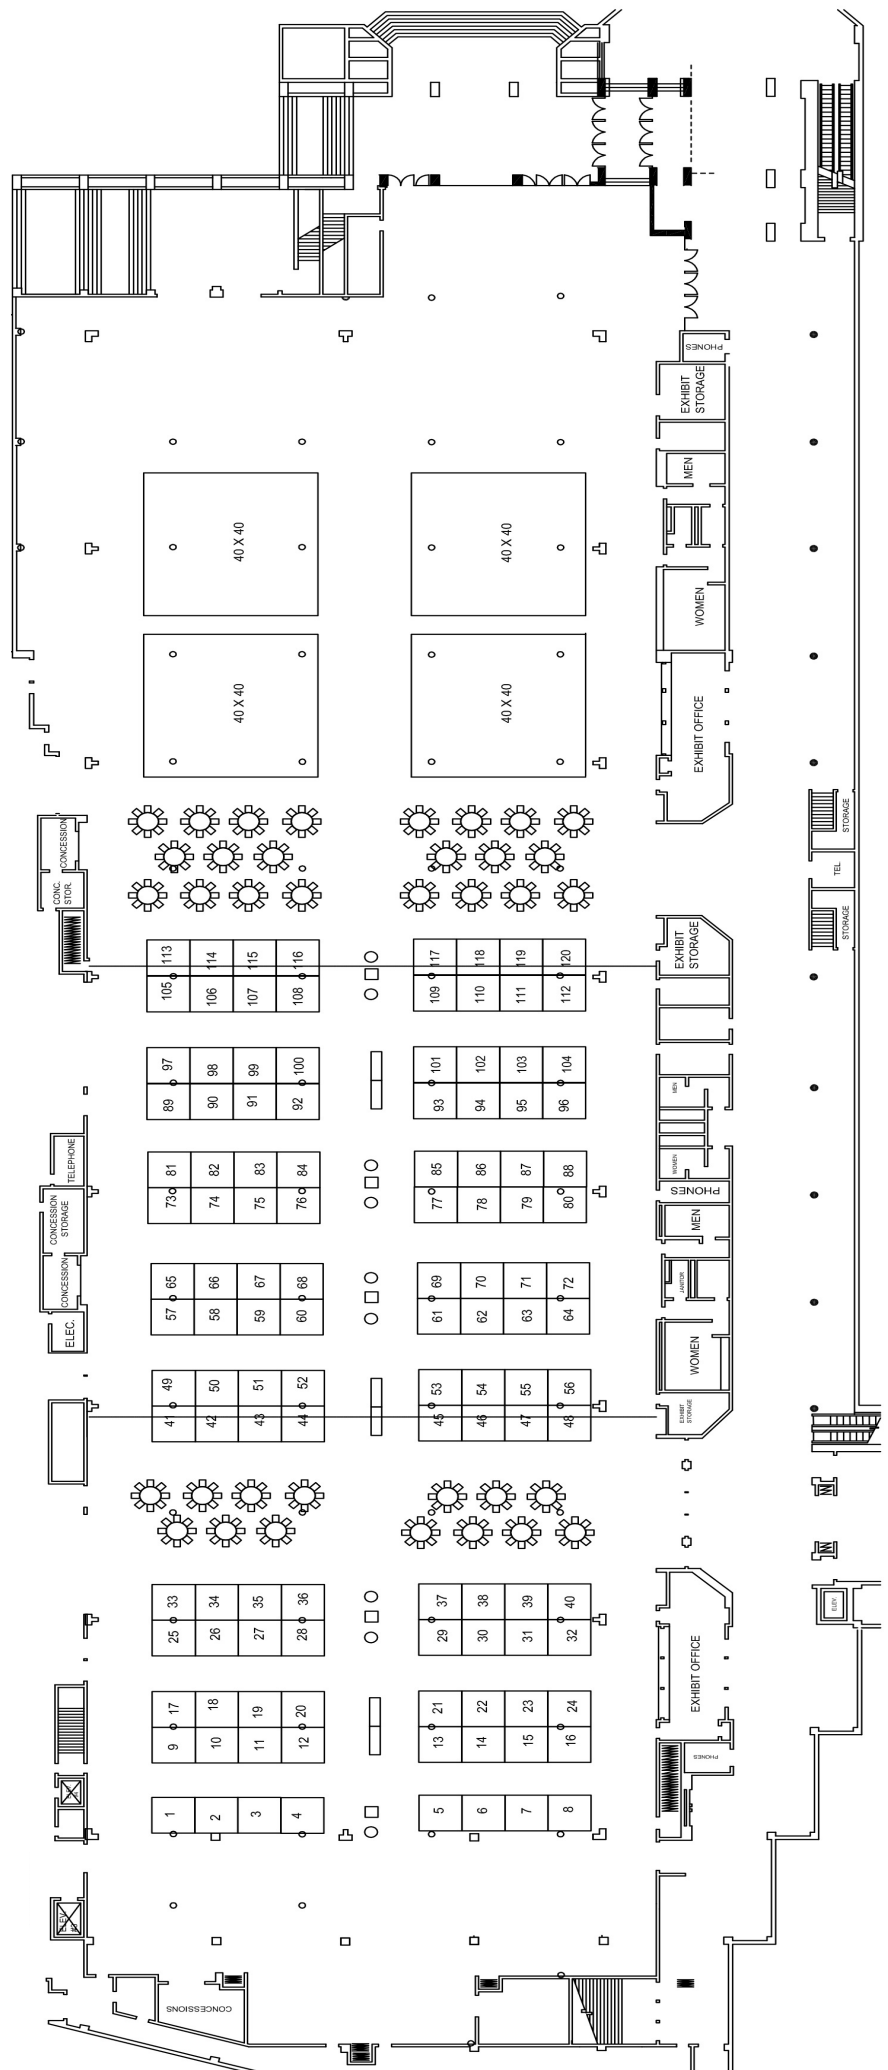 PHONES
EXHIBIT
STORAGE
MEN
40 X 40
40 X 40
WOMEN
40 X 40
40 X 40
EXHIBIT OFFICE
STORAGE
CONCESSION
TEL.
CONC.
STOR.
STORAGE
113 114 115 116 117 118 119 120
EXHIBIT
STORAGE
105 106 107 108 109 110 111 112
97 98 99 100 101 102 103 104
MEN
89 90 91 92 93 94 95 96
TELEPHONE
WOMEN
81 82 83 84 85 86 87 88
PHONES
73 74 75 76 77 78 79 80
CONCESSION
STORAGE
MEN
CONCESSION
65 66 67 68 69 70 71 72
JANITOR
57 58 59 60 61 62 63 64
ELEC.
WOMEN
49 50 51 52 53 54 55 56
EXHIBIT
STORAGE
41 42 43 44 45 46 47 48
33 34 35 36 37 38 39 40
ELEV.
25 26 27 28 29 30 31 32
EXHIBIT OFFICE
17 18 19 20 21 22 23 24
9 10 11 12 13 14 15 16
PHONES
1 2 3 4 5 6 7 8
ELEV.
CONCESSIONS